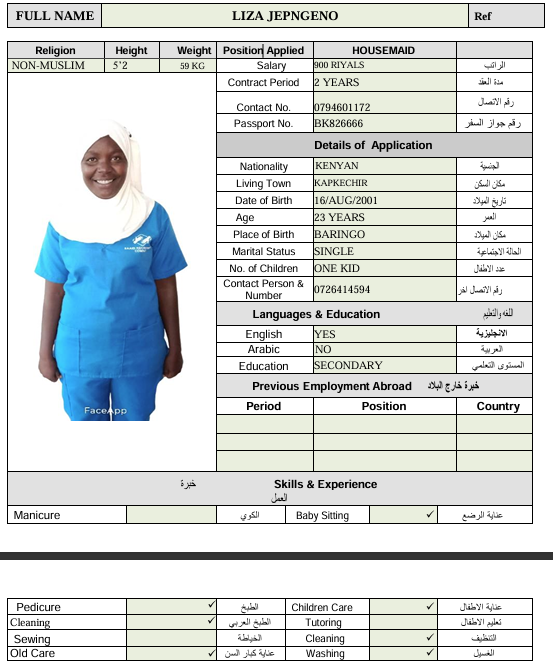 FULL NAME LIZA JEPNGENO Ref
Religion Height Weight Position Applied HOUSEMAID
NON-MUSLIM 5'2 59 KG Salary 900 RIYALS الراتب
Contract Period 2 YEARS مدة العقد
Contact No. 0794601172 رقم الاتصال
Passport No. BK826666 رقم جواز السفر
Details of Application
Nationality KENYAN الجنسية
Living Town KAPKECHIR مكان السكن
Date of Birth 16/AUG/2001 تاريخ الميلاد
Age 23 YEARS العمر
Place of Birth BARINGO مكان الميلاد
Marital Status SINGLE الحالة الاجتماعية
No. of Children ONE KID عدد الاطفال
Contact Person &
Number 0726414594 رقم الاتصال اخر
Languages & Education اللغه والتعليم
English YES الانجليزية
Arabic NO العربية
Education SECONDARY المستوى التعلمي
Previous Employment Abroad خبرة خارج البلاد
Period Position Country
FaceApp
خبرة Skills & Experience
العمل
Manicure الكوي Baby Sitting ✓ عناية الرضع
Pedicure ✓ الطبخ Children Care ✓ عناية الاطفال
Cleaning ✓ الطبخ العربي Tutoring تعليم الاطفال
Sewing الخياطة Cleaning ✓ التنظيف
Old Care ✓ عناية كبار السن Washing ✓ الغسيل